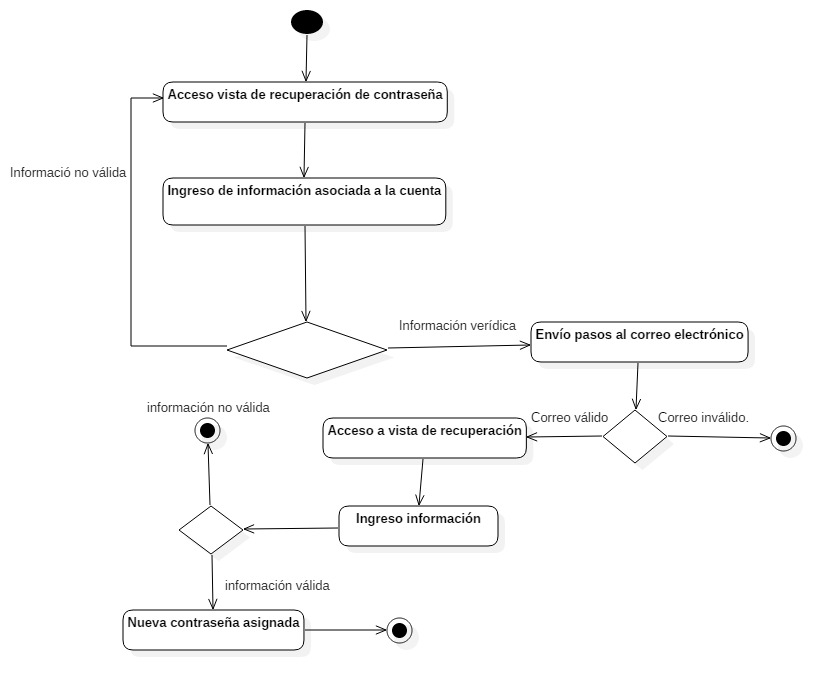 Acceso vista de recuperación de contraseña
Informació no válida
Ingreso de información asociada a la cuenta
Información verídica
Envío pasos al correo electrónico
información no válida
Acceso a vista de recuperación
Correo válido
Correo inválido.
Ingreso información
información válida
Nueva contraseña asignada